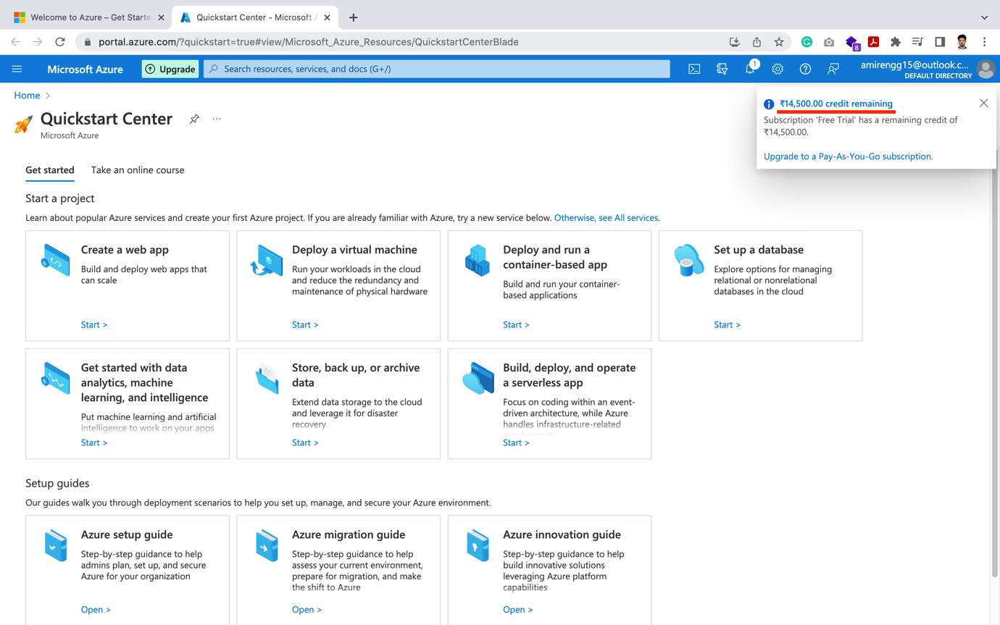 Welcome to Azure – Get Starte
Quickstart Center - Microsoft A
portal.azure.com/?quickstart=true#view/Microsoft_Azure_Resources/QuickstartCenterBlade
8
Microsoft Azure
Upgrade
Search resources, services, and docs (G+/)
1
amirengg15@outlook.c...
DEFAULT DIRECTORY
Home
₹14,500.00 credit remaining
Subscription 'Free Trial' has a remaining credit of
₹14,500.00.
Upgrade to a Pay-As-You-Go subscription.
Quickstart Center
...
Microsoft Azure
Get started
Take an online course
Start a project
Learn about popular Azure services and create your first Azure project. If you are already familiar with Azure, try a new service below. Otherwise, see All services.
Create a web app
Build and deploy web apps that
can scale
Start >
Deploy a virtual machine
Run your workloads in the cloud
and reduce the redundancy and
maintenance of physical hardware
Start >
Deploy and run a
container-based app
Build and run your container-
based applications
Start >
Set up a database
Explore options for managing
relational or nonrelational
databases in the cloud
Start >
Get started with data
analytics, machine
learning, and intelligence
Put machine learning and artificial
intelligence to work on your apps
Start >
Store, back up, or archive
data
Extend data storage to the cloud
and leverage it for disaster
recovery
Start >
Build, deploy, and operate
a serverless app
Focus on coding within an event-
driven architecture, while Azure
handles infrastructure-related
requirements
Start >
Setup guides
Our guides walk you through deployment scenarios to help you set up, manage, and secure your Azure environment.
Azure setup guide
Step-by-step guidance to help
admins plan, set up, and secure
Azure for your organization
Open >
Azure migration guide
Step-by-step guidance to help
assess your current environment,
prepare for migration, and make
the shift to Azure
Open >
Azure innovation guide
Step-by-step guidance to help
build innovative solutions
leveraging Azure platform
capabilities
Open >